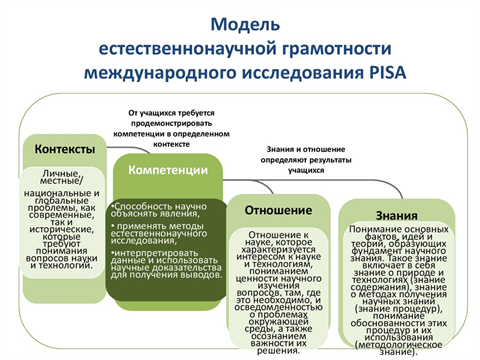 Модель
естественнонаучной грамотности
международного исследования PISA
От учащихся требуется
продемонстрировать
компетенции в определенном
контексте
Знания и отношение
определяют результаты
учащихся
Контексты
Личные,
местные/
национальные и
глобальные
проблемы, как
современные,
так и
исторические,
которые
требуют
понимания
вопросов науки
и технологий.
Компетенции
•Способность научно
объяснять явления,
• применять методы
естественнонаучного
исследования,
•интерпретировать
данные и использовать
научные доказательства
для получения выводов.
Отношение
Отношение к
науке, которое
характеризуется
интересом к науке
и технологиям,
пониманием
ценности научного
изучения
вопросов, там, где
это необходимо, и
осведомленностью
о проблемах
окружающей
среды, а также
осознанием
важности их
решения.
Знания
Понимание основных
фактов, идей и
теорий, образующих
фундамент научного
знания. Такое знание
включает в себя
знание о природе и
технологиях (знание
содержания), знание
о методах получения
научных знаний
(знание процедур),
понимание
обоснованности этих
процедур и их
использования
(методологическое
знание).